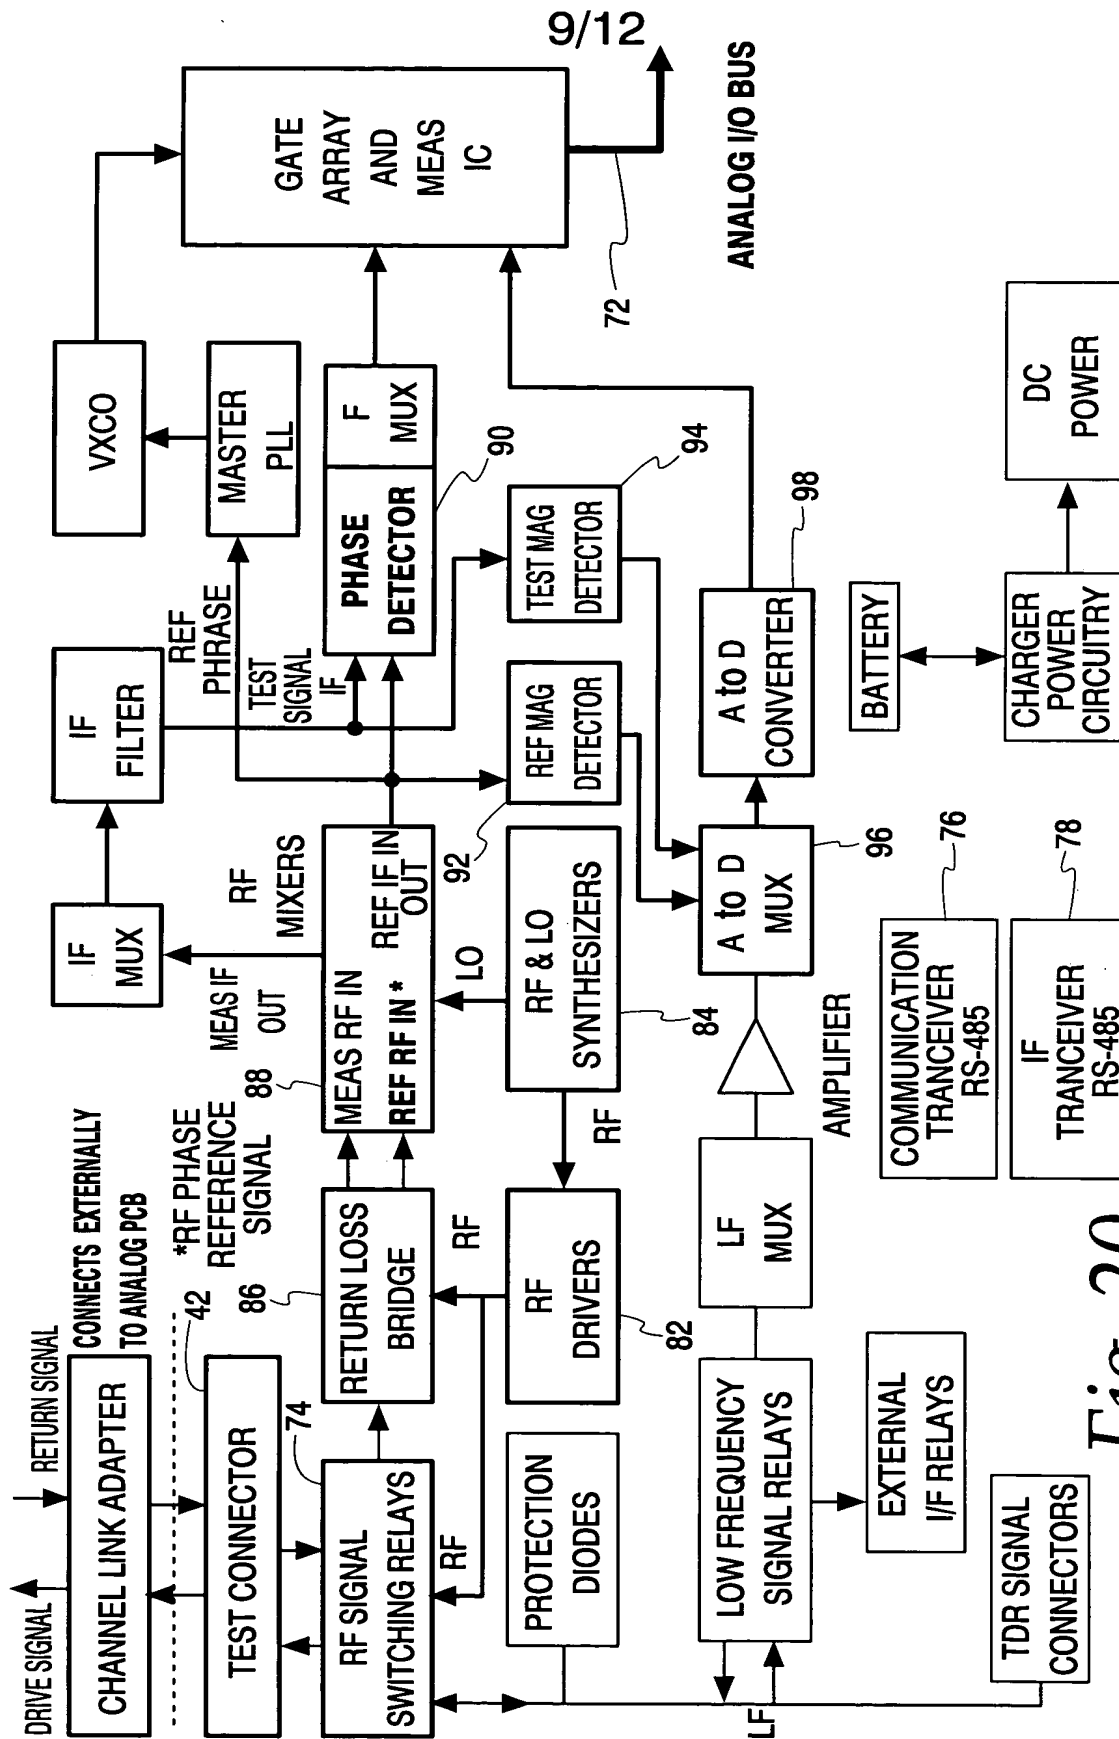 9/12
DRIVE SIGNAL
RETURN SIGNAL
CHANNEL LINK ADAPTER
CONNECTS EXTERNALLY
TO ANALOG PCB
42
TEST CONNECTOR
*RF PHASE
REFERENCE
SIGNAL
74
RF SIGNAL
SWITCHING RELAYS
RF
86
RETURN LOSS
BRIDGE
RF
88
MEAS RF IN
REF RF IN *
REF IF IN
OUT
MEAS IF
OUT
RF
MIXERS
IF
MUX
IF
FILTER
REF
PHRASE
TEST
SIGNAL
IF
VXCO
MASTER
PLL
PHASE
DETECTOR
F
MUX
90
GATE
ARRAY
AND
MEAS
IC
72
ANALOG I/O BUS
PROTECTION
DIODES
RF
DRIVERS
82
RF
RF & LO
SYNTHESIZERS
84
LO
92
REF MAG
DETECTOR
TEST MAG
DETECTOR
94
LOW FREQUENCY
SIGNAL RELAYS
LF
LF
MUX
AMPLIFIER
A to D
MUX
96
A to D
CONVERTER
98
EXTERNAL
I/F RELAYS
TDR SIGNAL
CONNECTORS
COMMUNICATION
TRANCEIVER
RS-485
76
IF
TRANCEIVER
RS-485
78
BATTERY
CHARGER
POWER
CIRCUITRY
DC
POWER
Fig. 20